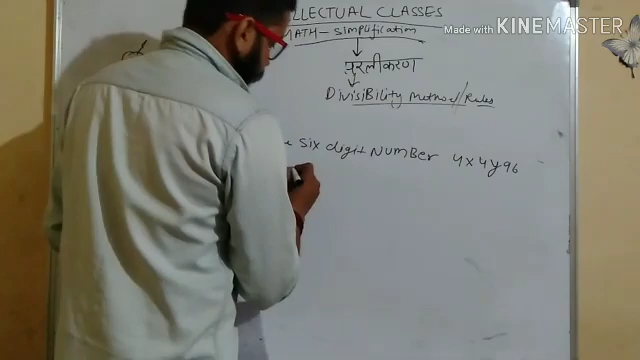 LLECTUAL CLASSES
Made with KINEMASTER
MATH - Simplification
सरलीकरण
Divisibility Method/Rules
six digit Number 4x4y96